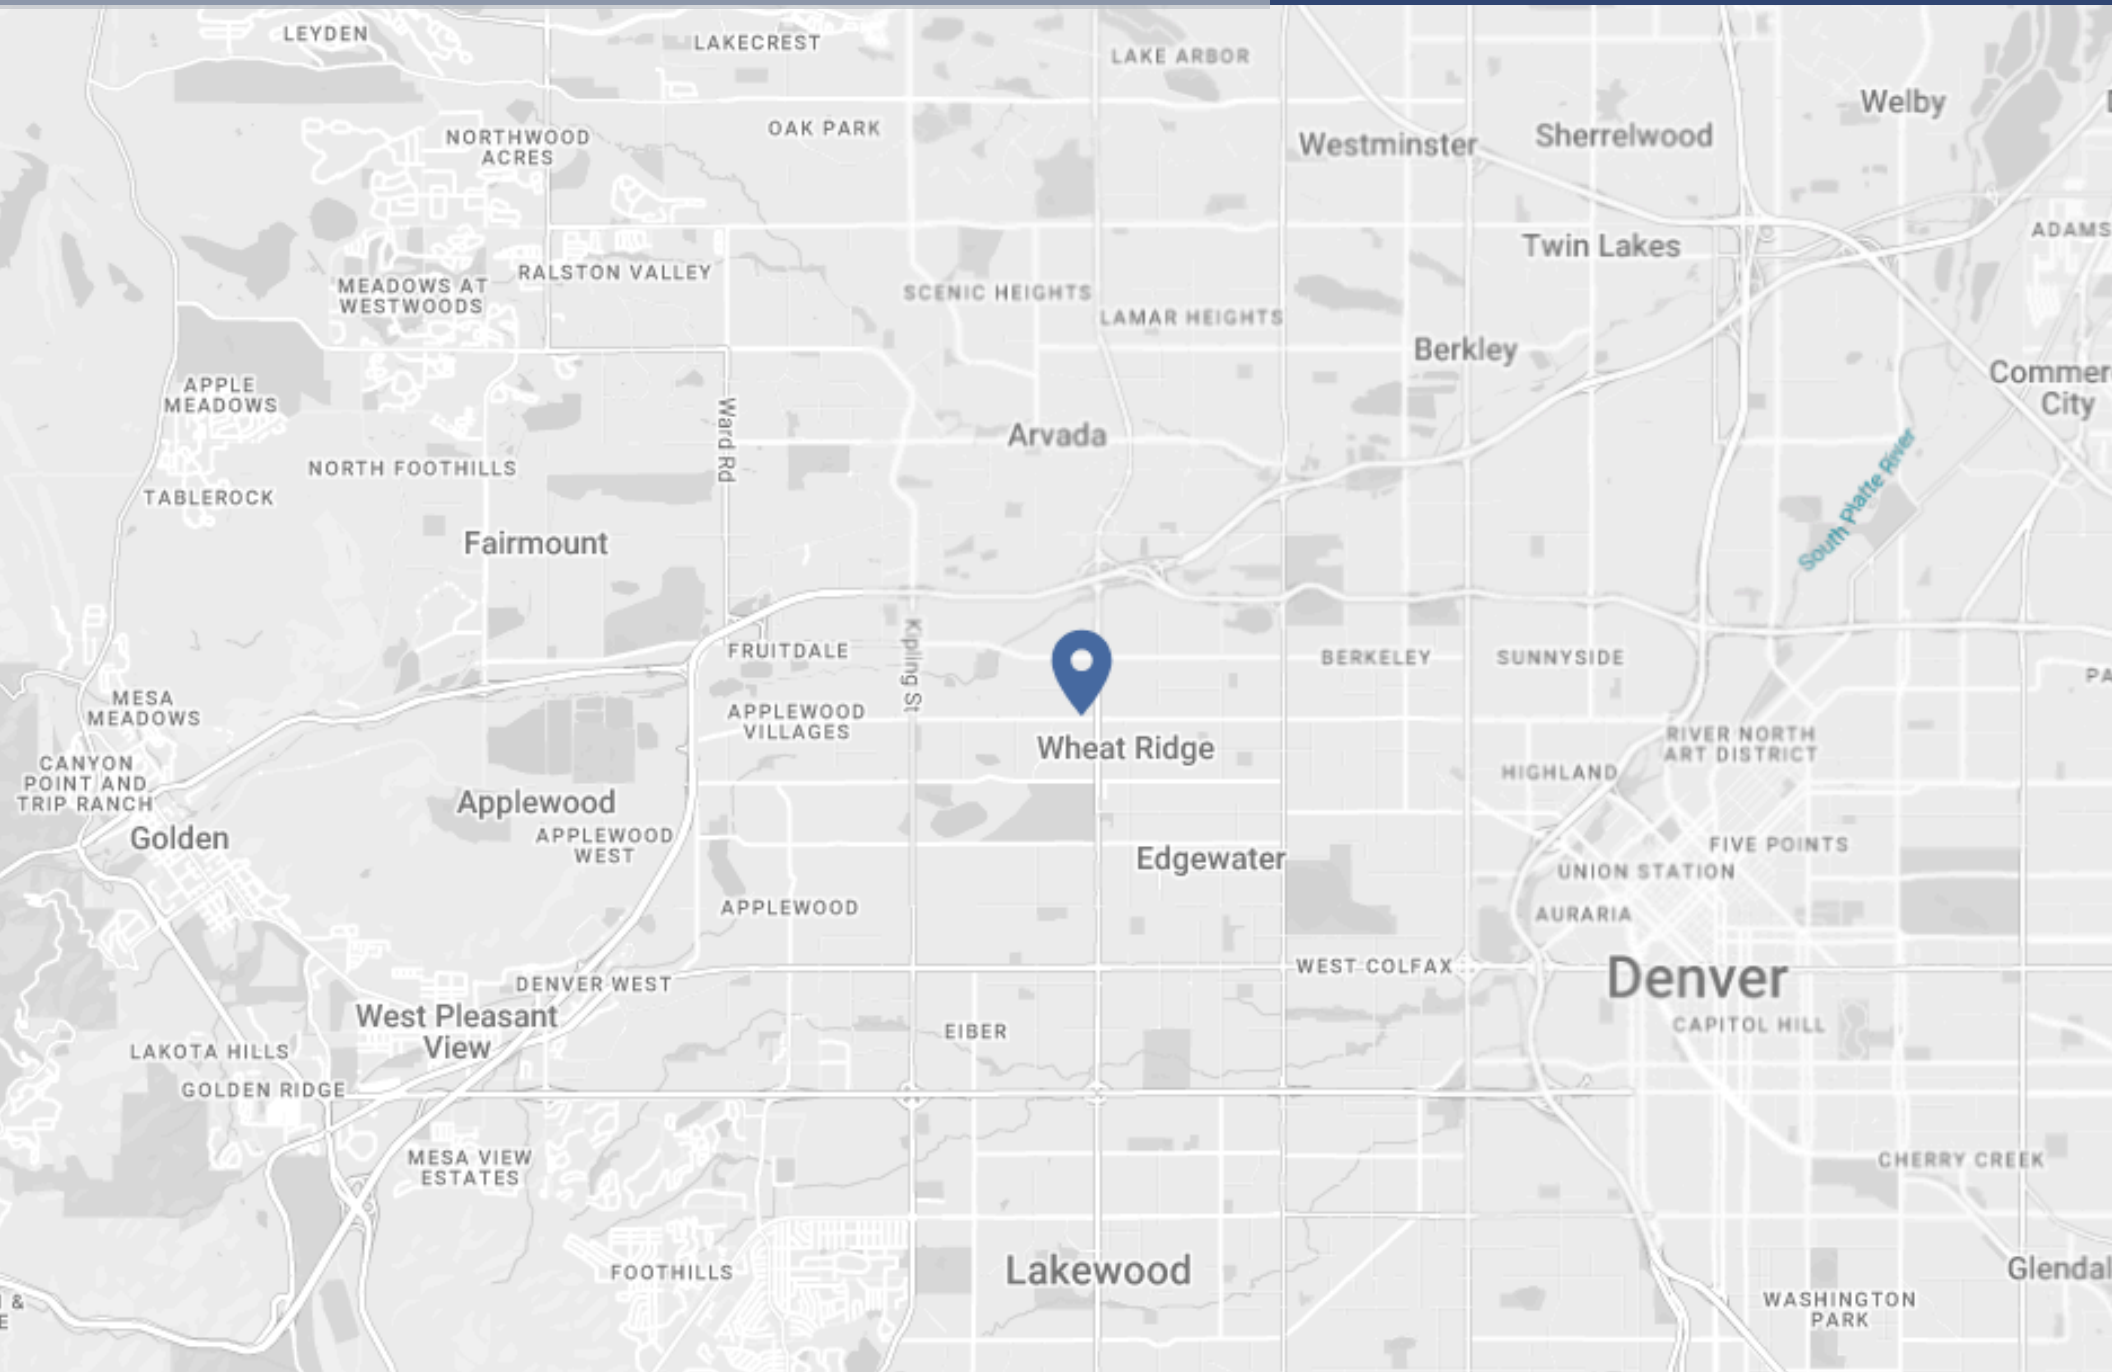 LEYDEN
LAKECREST
LAKE ARBOR
Welby
NORTHWOOD
ACRES
OAK PARK
Westminster
Sherrelwood
ADAMS
Twin Lakes
RALSTON VALLEY
MEADOWS AT
WESTWOODS
SCENIC HEIGHTS
LAMAR HEIGHTS
Berkley
Commer
City
APPLE
MEADOWS
Ward Rd
Arvada
NORTH FOOTHILLS
TABLEROCK
South Platte River
Fairmount
FRUITDALE
Kipling St
BERKELEY
SUNNYSIDE
PA
MESA
MEADOWS
APPLEWOOD
VILLAGES
Wheat Ridge
RIVER NORTH
ART DISTRICT
CANYON
POINT AND
TRIP RANCH
HIGHLAND
Applewood
Golden
APPLEWOOD
WEST
Edgewater
FIVE POINTS
UNION STATION
APPLEWOOD
AURARIA
WEST COLFAX
Denver
DENVER WEST
West Pleasant
View
EIBER
CAPITOL HILL
LAKOTA HILLS
GOLDEN RIDGE
MESA VIEW
ESTATES
CHERRY CREEK
FOOTHILLS
Lakewood
Glendal
WASHINGTON
PARK
&
E